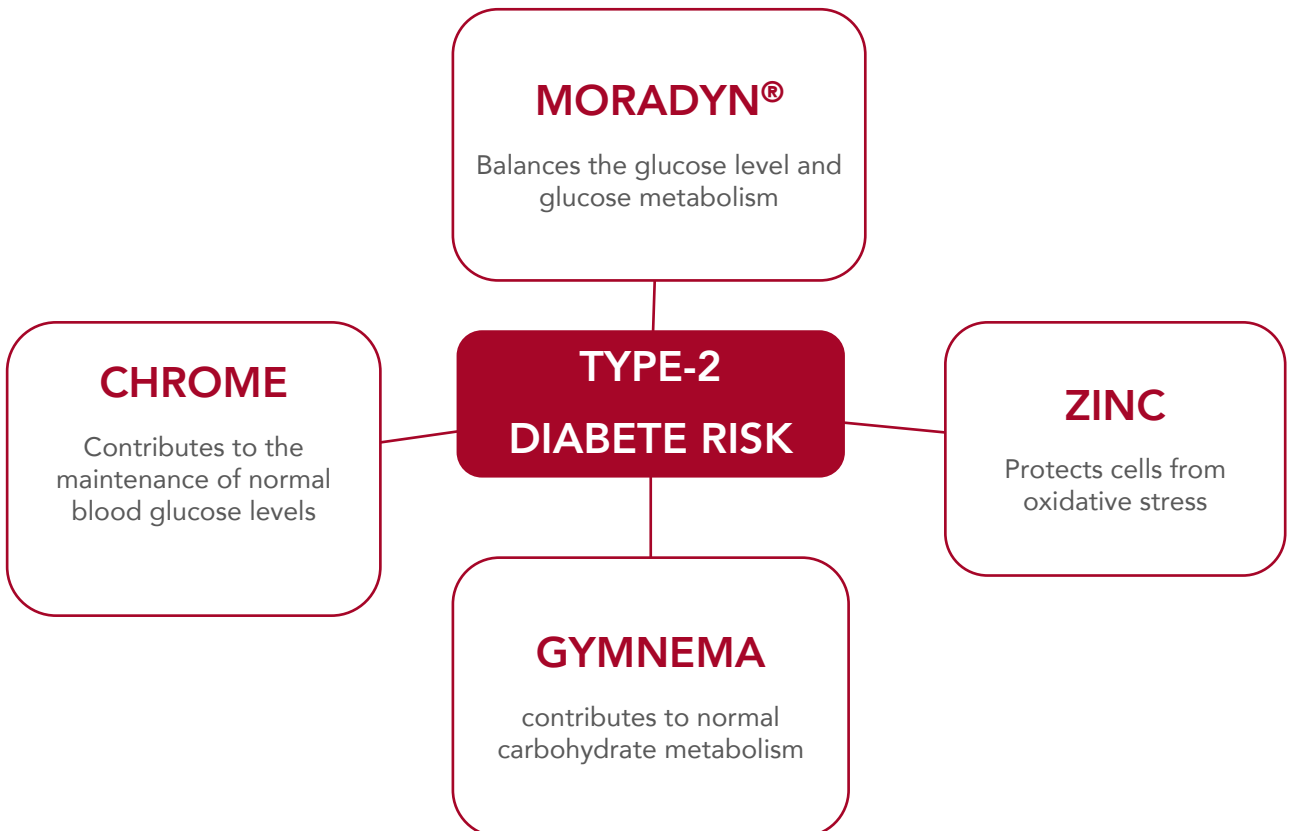 MORADYN®
Balances the glucose level and
glucose metabolism
CHROME
Contributes to the
maintenance of normal
blood glucose levels
TYPE-2
DIABETE RISK
ZINC
Protects cells from
oxidative stress
GYMNEMA
contributes to normal
carbohydrate metabolism